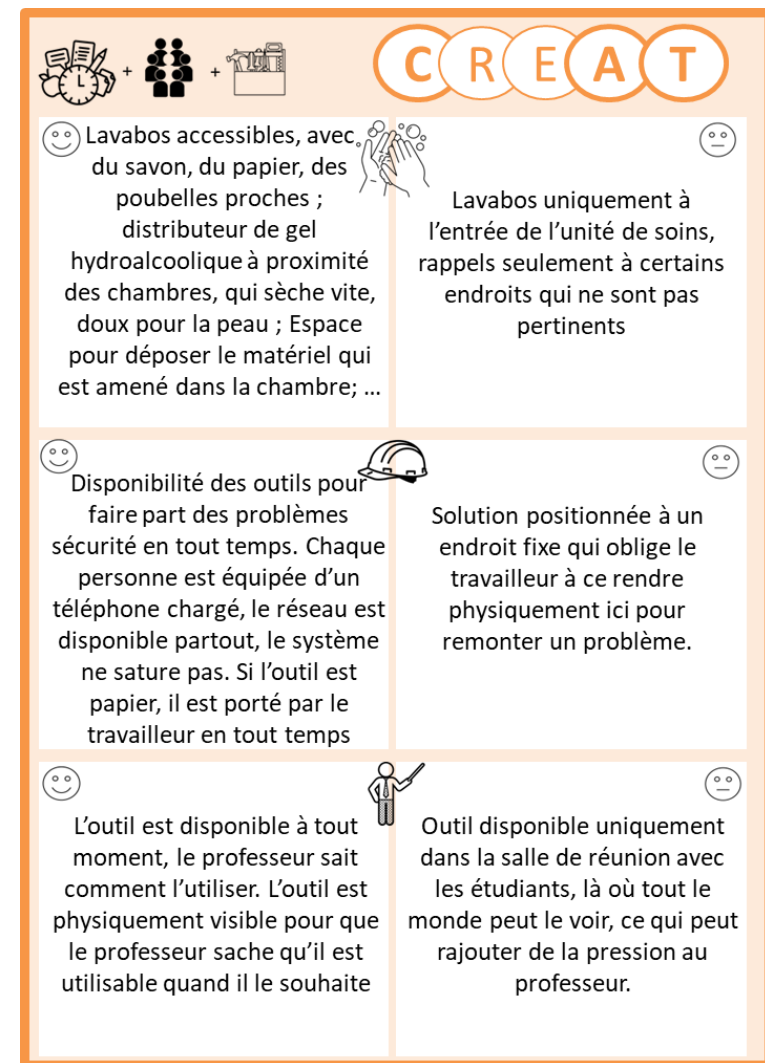 + +
CREAT
Lavabos accessibles, avec
du savon, du papier, des
poubelles proches ;
distributeur de gel
hydroalcoolique à proximité
des chambres, qui sèche vite,
doux pour la peau ; Espace
pour déposer le matériel qui
est amené dans la chambre; …
Lavabos uniquement à
l’entrée de l’unité de soins,
rappels seulement à certains
endroits qui ne sont pas
pertinents
Disponibilité des outils pour
faire part des problèmes
sécurité en tout temps. Chaque
personne est équipée d’un
téléphone chargé, le réseau est
disponible partout, le système
ne sature pas. Si l’outil est
papier, il est porté par le
travailleur en tout temps
Solution positionnée à un
endroit fixe qui oblige le
travailleur à ce rendre
physiquement ici pour
remonter un problème.
L’outil est disponible à tout
moment, le professeur sait
comment l’utiliser. L’outil est
physiquement visible pour que
le professeur sache qu’il est
utilisable quand il le souhaite
Outil disponible uniquement
dans la salle de réunion avec
les étudiants, là où tout le
monde peut le voir, ce qui peut
rajouter de la pression au
professeur.